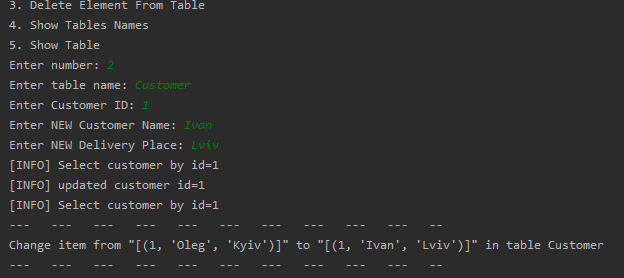 3. Delete Element From Table
4. Show Tables Names
5. Show Table
Enter number: 2
Enter table name: Customer
Enter Customer ID: 1
Enter NEW Customer Name: Ivan
Enter NEW Delivery Place: Lviv
[INFO] Select customer by id=1
[INFO] updated customer id=1
[INFO] Select customer by id=1
---   ---   ---   ---   ---   ---   ---   ---   ---   ---   --
Change item from "[(1, 'Oleg', 'Kyiv')]" to "[(1, 'Ivan', 'Lviv')]" in table Customer
---   ---   ---   ---   ---   ---   ---   ---   ---   ---   --